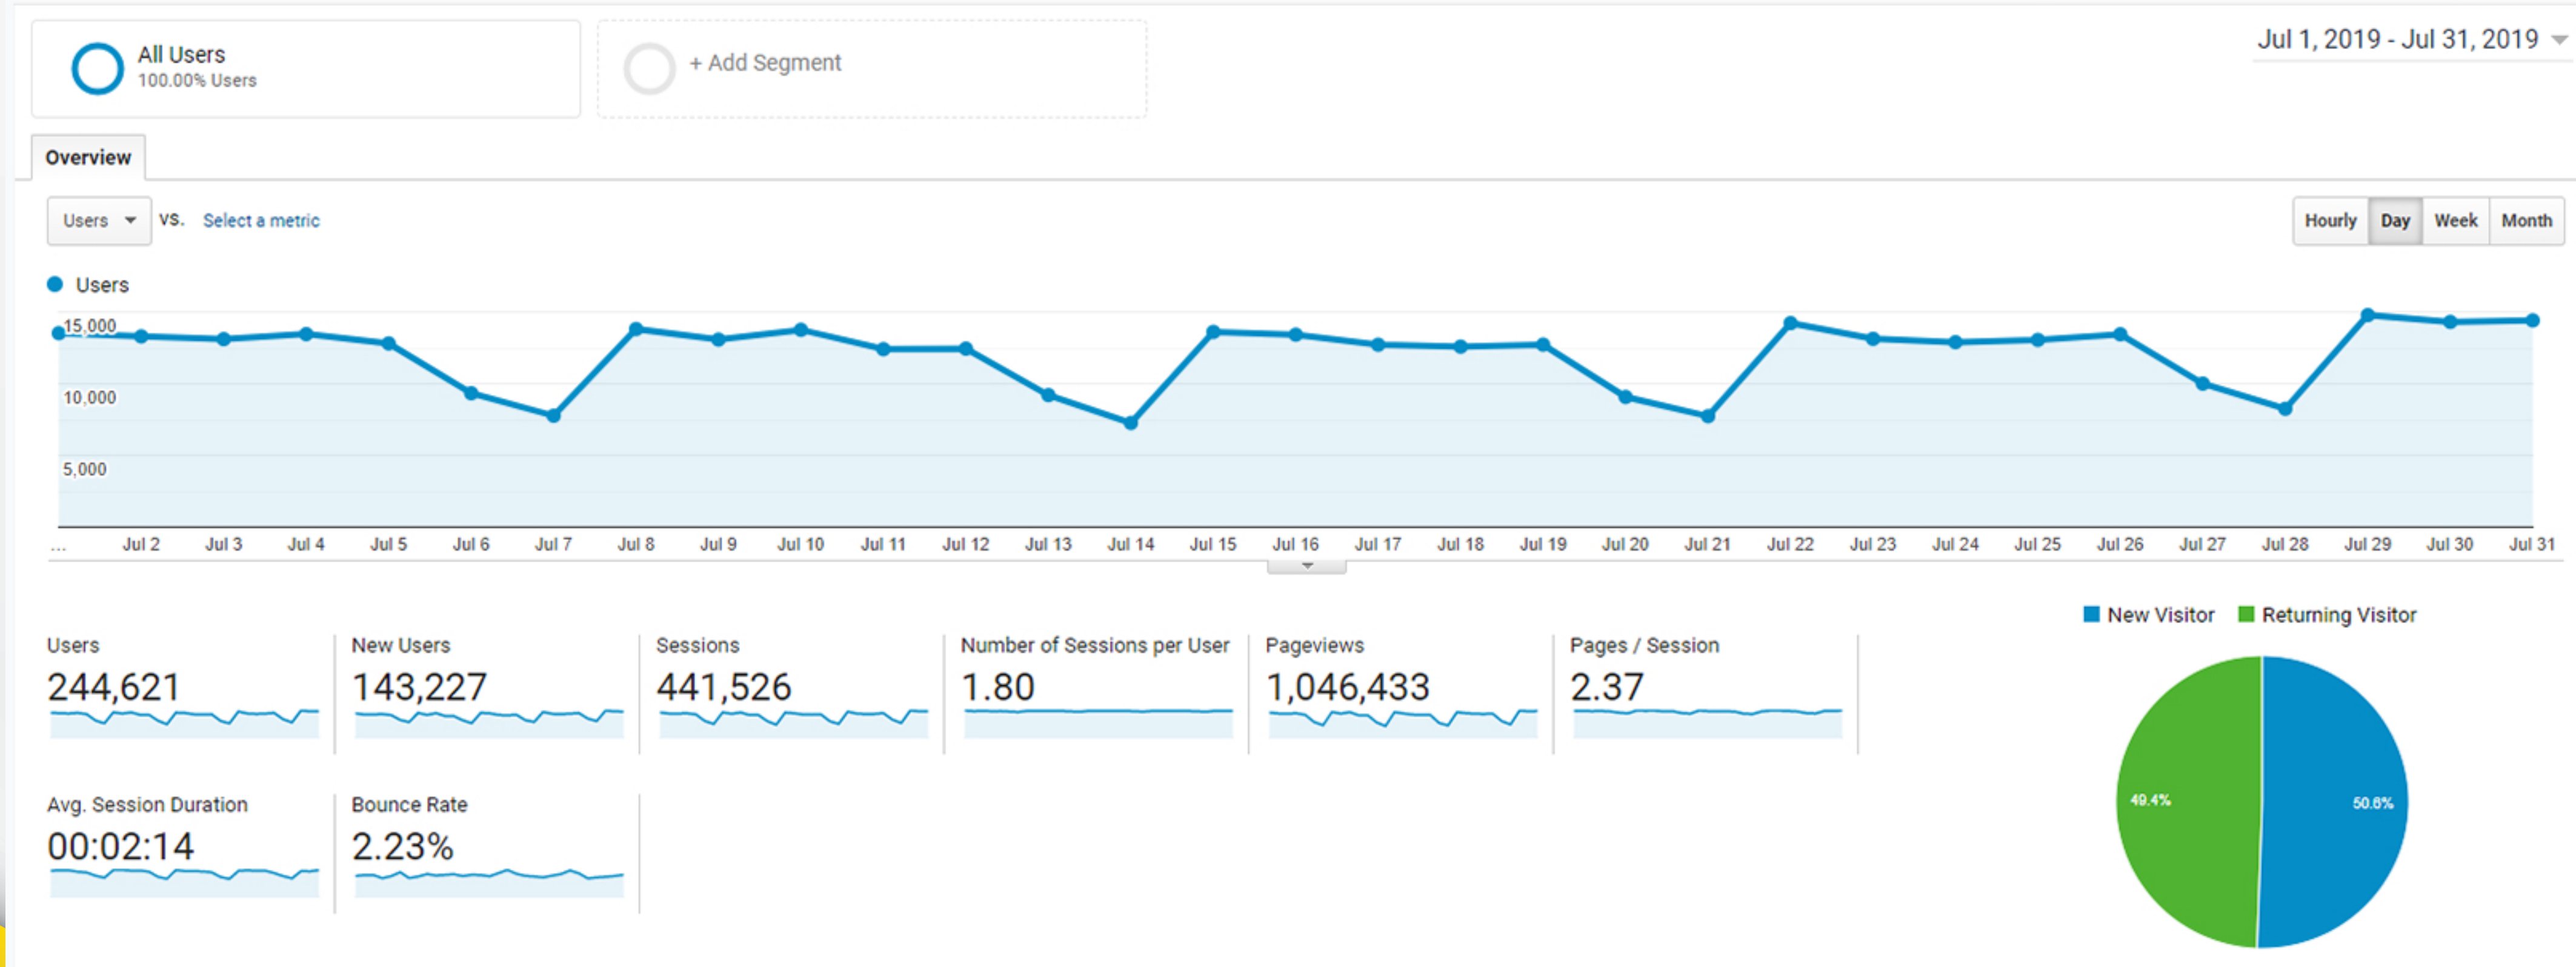 All Users
100.00% Users
+ Add Segment
Jul 1, 2019 - Jul 31, 2019
Overview
Users VS. Select a metric
Hourly Day Week Month
Users
15,000
10,000
5,000
... Jul 2 Jul 3 Jul 4 Jul 5 Jul 6 Jul 7 Jul 8 Jul 9 Jul 10 Jul 11 Jul 12 Jul 13 Jul 14 Jul 15 Jul 16 Jul 17 Jul 18 Jul 19 Jul 20 Jul 21 Jul 22 Jul 23 Jul 24 Jul 25 Jul 26 Jul 27 Jul 28 Jul 29 Jul 30 Jul 31
New Visitor Returning Visitor
Users
244,621
New Users
143,227
Sessions
441,526
Number of Sessions per User
1.80
Pageviews
1,046,433
Pages / Session
2.37
Avg. Session Duration
00:02:14
Bounce Rate
2.23%
49.4%
50.6%